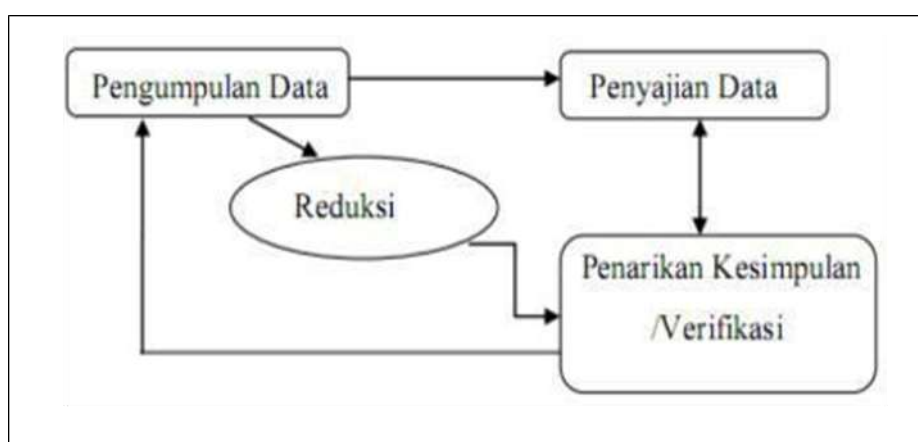 Pengumpulan Data
Penyajian Data
Reduksi
Penarikan Kesimpulan
/Verifikasi